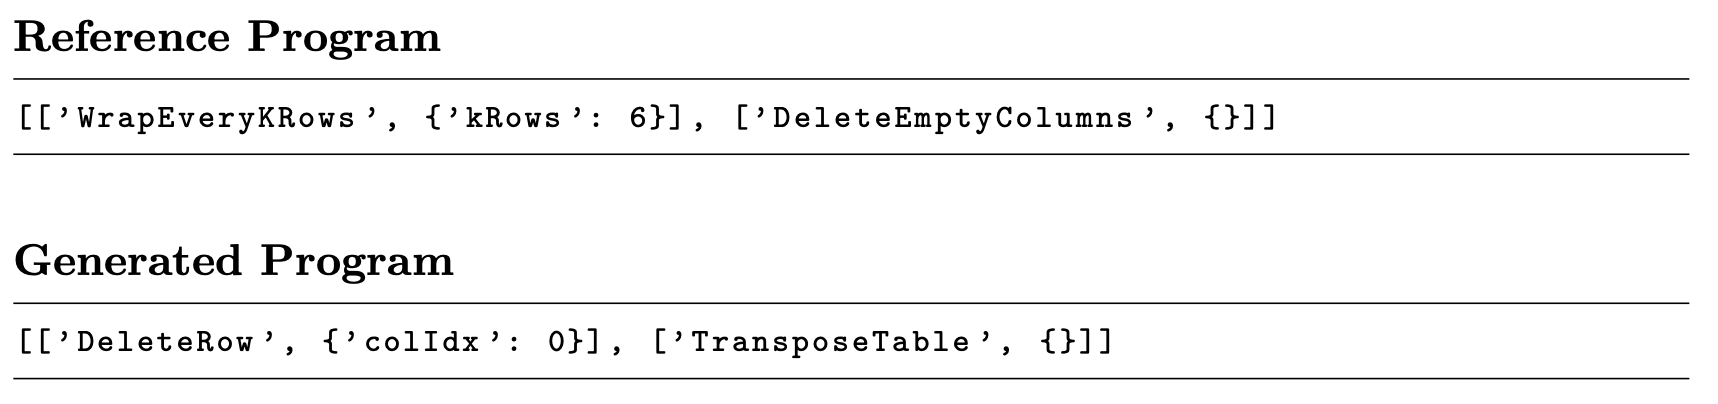 Reference Program
[['WrapEveryKRows', {'kRows': 6}], ['DeleteEmptyColumns', {}]]
Generated Program
[['DeleteRow', {'colIdx': 0}], ['TransposeTable', {}]]